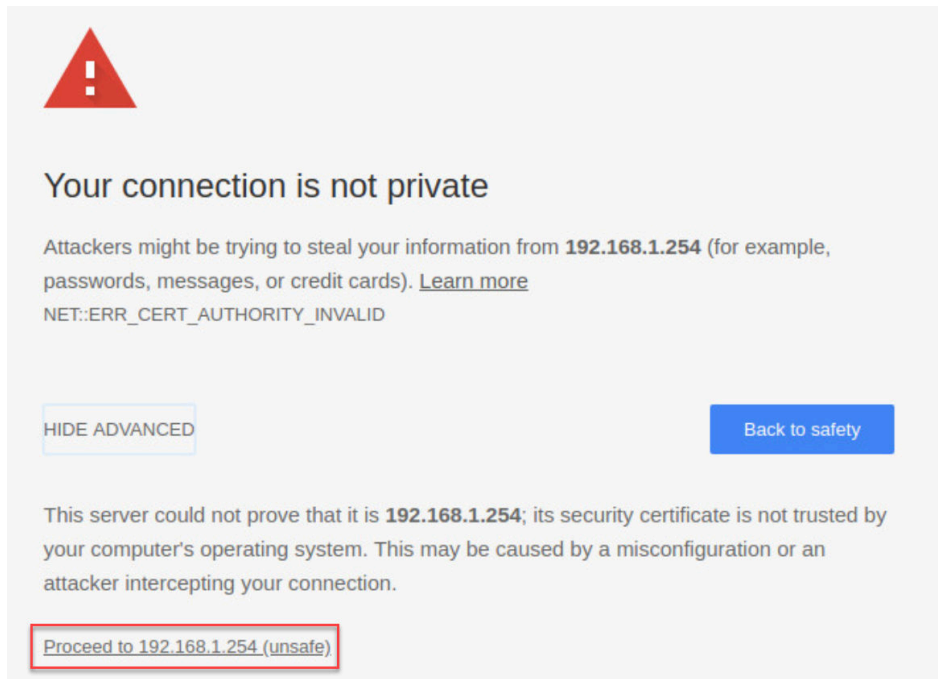 Your connection is not private
Attackers might be trying to steal your information from 192.168.1.254 (for example,
passwords, messages, or credit cards). Learn more
NET::ERR_CERT_AUTHORITY_INVALID
HIDE ADVANCED
Back to safety
This server could not prove that it is 192.168.1.254; its security certificate is not trusted by
your computer's operating system. This may be caused by a misconfiguration or an
attacker intercepting your connection.
Proceed to 192.168.1.254 (unsafe)